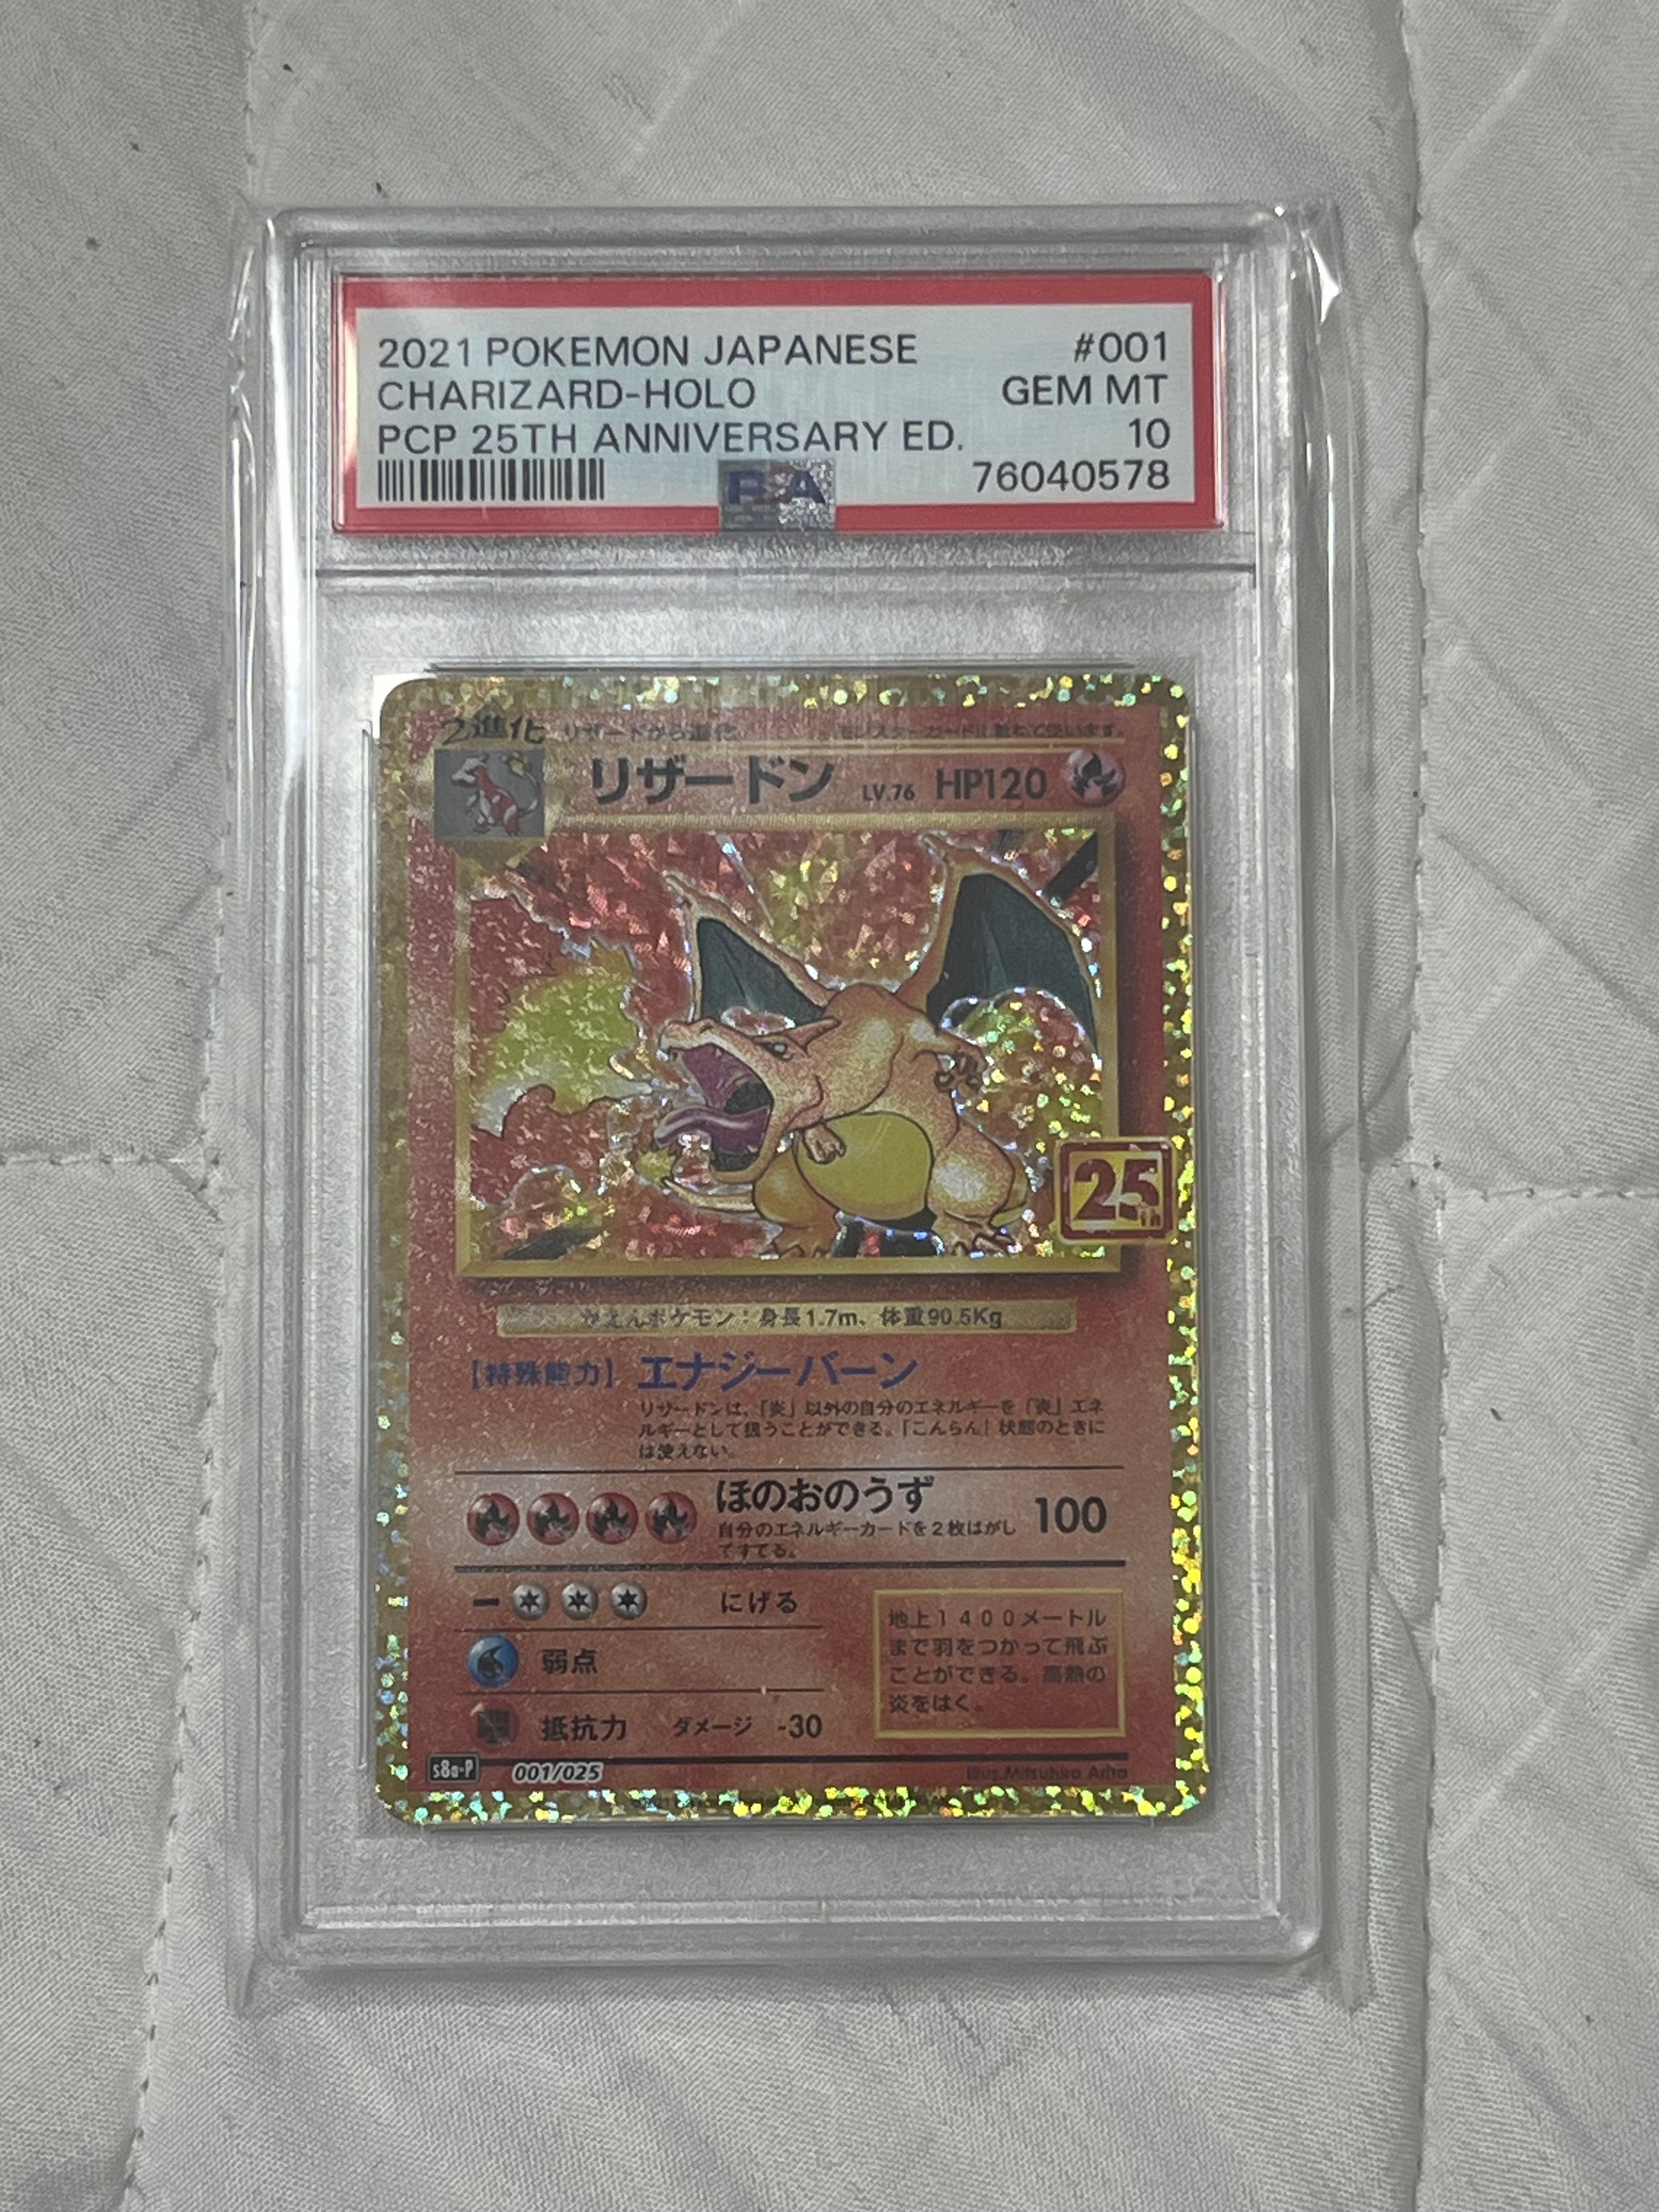 2021 POKEMON JAPANESE #001
CHARIZARD-HOLO GEM MT
PCP 25TH ANNIVERSARY ED. 10
76040578
PSA
2進化 リザードから進化
リザードン LV.76 HP120
25th
かえんポケモン：身長1.7m、体重90.5Kg
【特殊能力】エナジーバーン
リザードンは、「炎」以外の自分のエネルギーを「炎」エネ
ルギーとして扱うことができる。「こんらん」状態のときに
は使えない。
ほのおのうず 100
自分のエネルギーカードを2枚はがし
てすてる。
ー にげる
弱点
抵抗力 ダメージ -30
地上1400メートル
まで羽をつかって飛ぶ
ことができる。高熱の
炎をはく。
s8a-P 001/025 Illus.Mitsuhiro Arita